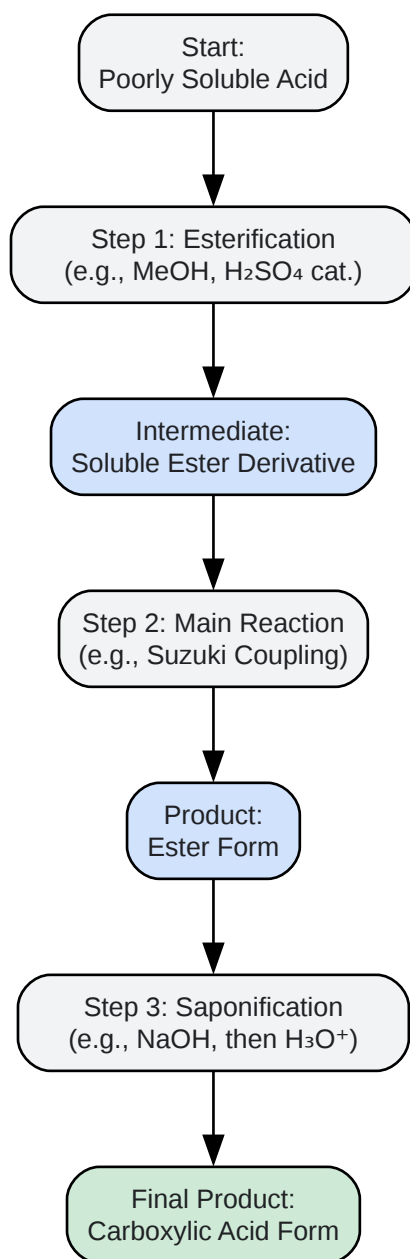 Start:
Poorly Soluble Acid
Step 1: Esterification
(e.g., MeOH, H₂SO₄ cat.)
Intermediate:
Soluble Ester Derivative
Step 2: Main Reaction
(e.g., Suzuki Coupling)
Product:
Ester Form
Step 3: Saponification
(e.g., NaOH, then H₃O⁺)
Final Product:
Carboxylic Acid Form